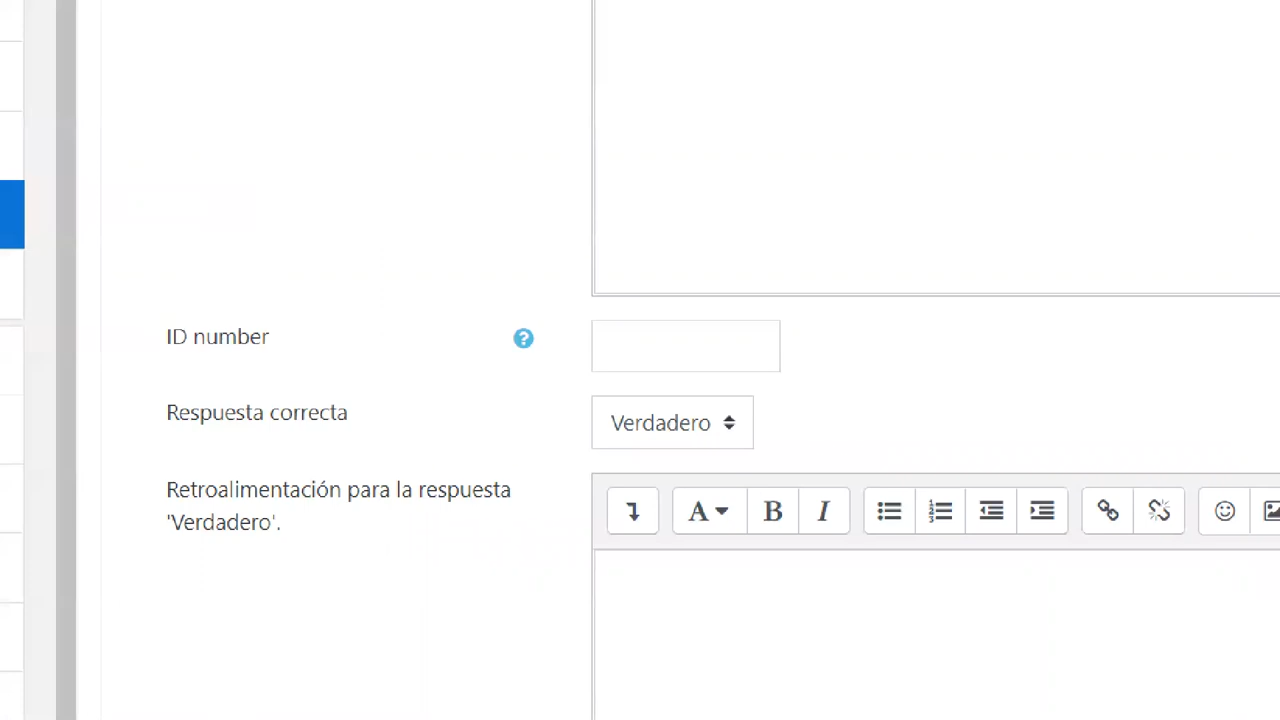 ID number
Respuesta correcta
Verdadero
Retroalimentación para la respuesta
'Verdadero'.
A
B
I